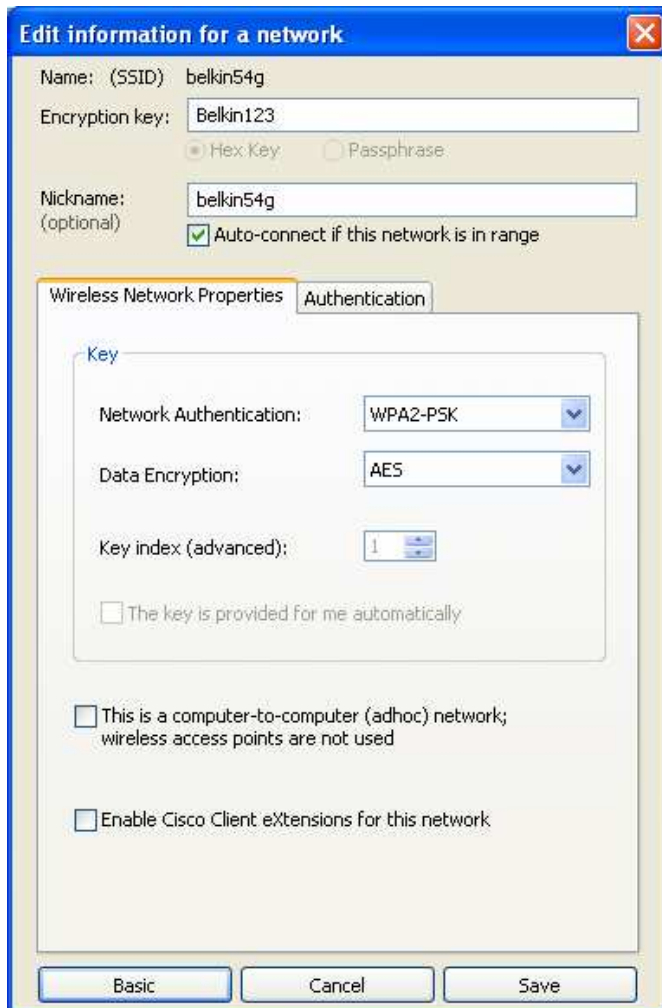 Edit information for a network
Name: (SSID) belkin54g
Encryption key: Belkin123
Hex Key Passphrase
Nickname: belkin54g
(optional)
Auto-connect if this network is in range
Wireless Network Properties Authentication
Key
Network Authentication: WPA2-PSK
Data Encryption: AES
Key index (advanced): 1
The key is provided for me automatically
This is a computer-to-computer (adhoc) network;
wireless access points are not used
Enable Cisco Client eXtensions for this network
Basic Cancel Save